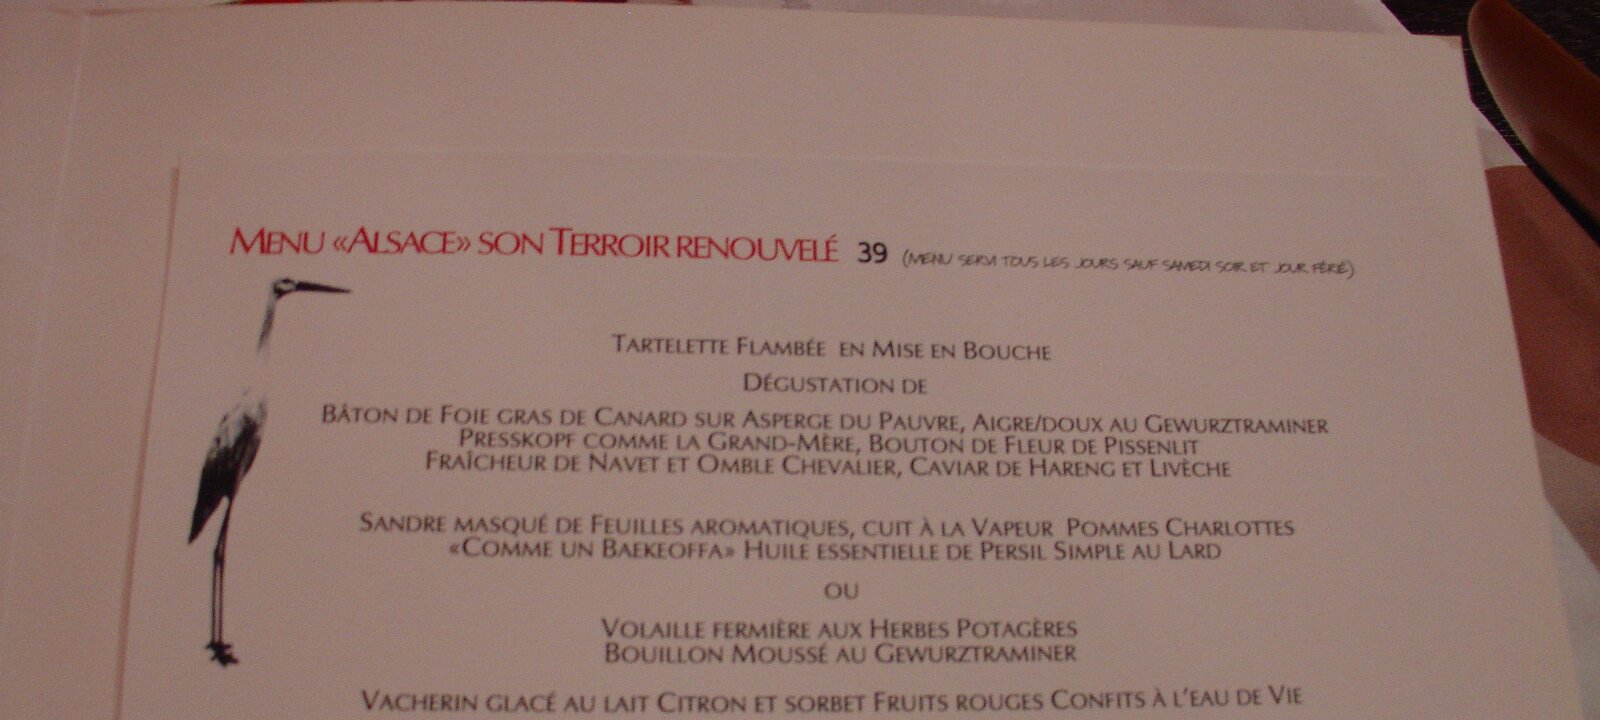 MENU «ALSACE» SON TERROIR RENOUVELÉ 39 (MENU SERVI TOUS LES JOURS SAUF SAMEDI SOIR ET JOUR FÉRIÉ)
TARTELETTE FLAMBÉE EN MISE EN BOUCHE
DÉGUSTATION DE
BÂTON DE FOIE GRAS DE CANARD SUR ASPERGE DU PAUVRE, AIGRE/DOUX AU GEWURZTRAMINER
PRESSKOPF COMME LA GRAND-MÈRE, BOUTON DE FLEUR DE PISSENLIT
FRAÎCHEUR DE NAVET ET OMBLE CHEVALIER, CAVIAR DE HARENG ET LIVÈCHE
SANDRE MASQUÉ DE FEUILLES AROMATIQUES, CUIT À LA VAPEUR POMMES CHARLOTTES
«COMME UN BAEKEOFFA» HUILE ESSENTIELLE DE PERSIL SIMPLE AU LARD
OU
VOLAILLE FERMIÈRE AUX HERBES POTAGÈRES
BOUILLON MOUSSÉ AU GEWURZTRAMINER
VACHERIN GLACÉ AU LAIT CITRON ET SORBET FRUITS ROUGES CONFITS À L'EAU DE VIE